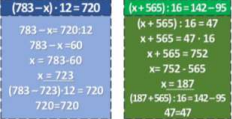 (783-x) · 12 = 720
783-x= 720:12
783-x =60
x = 783-60
x = 723
(783-723)·12 = 720
720=720
(x+565) : 16 = 142-95
(x + 565) : 16 = 47
x + 565 = 47 · 16
x + 565 = 752
x= 752 - 565
x = 187
(187+565) : 16 = 142-95
47=47